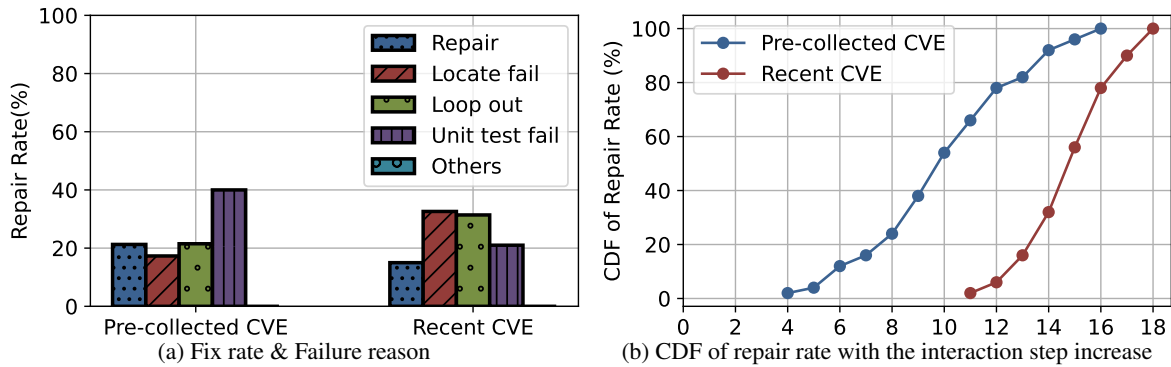 100
80
60
40
20
0
Repair Rate(%)
Repair
Locate fail
Loop out
Unit test fail
Others
Pre-collected CVE
Recent CVE
(a) Fix rate & Failure reason
100
80
60
40
20
0
CDF of Repair Rate (%)
Pre-collected CVE
Recent CVE
0 2 4 6 8 10 12 14 16 18
(b) CDF of repair rate with the interaction step increase